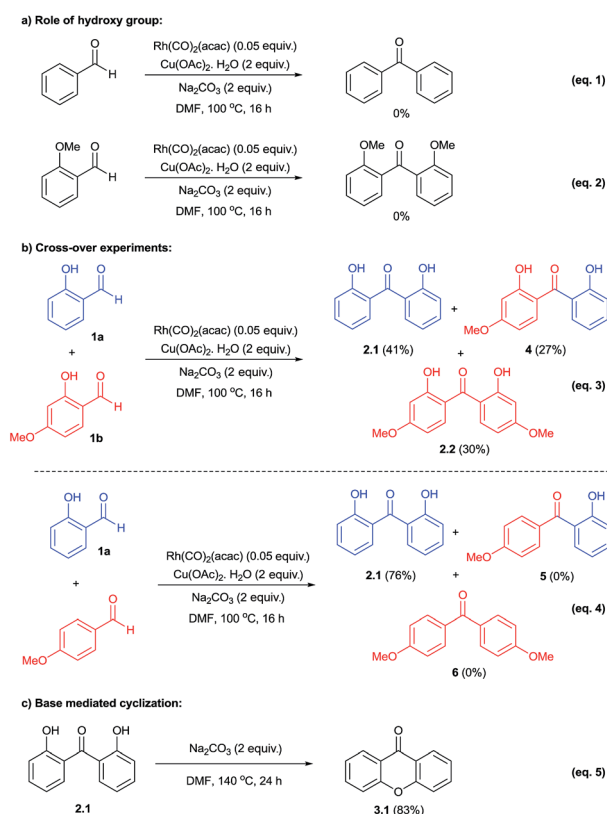 a) Role of hydroxy group:
O
H
Rh(CO)2(acac) (0.05 equiv.)
Cu(OAc)2. H2O (2 equiv.)
Na2CO3 (2 equiv.)
DMF, 100 °C, 16 h
O
0%
(eq. 1)
OMe
O
H
Rh(CO)2(acac) (0.05 equiv.)
Cu(OAc)2. H2O (2 equiv.)
Na2CO3 (2 equiv.)
DMF, 100 °C, 16 h
OMe
O
OMe
0%
(eq. 2)
b) Cross-over experiments:
OH
O
H
1a
+
OH
O
H
MeO
1b
Rh(CO)2(acac) (0.05 equiv.)
Cu(OAc)2. H2O (2 equiv.)
Na2CO3 (2 equiv.)
DMF, 100 °C, 16 h
OH
O
OH
2.1 (41%)
+
OH
O
OH
MeO
4 (27%)
+
OH
O
OH
MeO
OMe
2.2 (30%)
(eq. 3)
OH
O
H
1a
+
O
H
MeO
Rh(CO)2(acac) (0.05 equiv.)
Cu(OAc)2. H2O (2 equiv.)
Na2CO3 (2 equiv.)
DMF, 100 °C, 16 h
OH
O
OH
2.1 (76%)
+
O
OH
MeO
5 (0%)
+
O
MeO
OMe
6 (0%)
(eq. 4)
c) Base mediated cyclization:
OH
O
OH
2.1
Na2CO3 (2 equiv.)
DMF, 140 °C, 24 h
O
O
3.1 (83%)
(eq. 5)